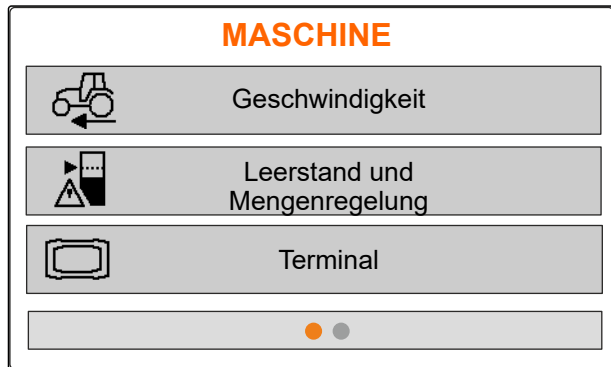 MASCHINE
Geschwindigkeit
Leerstand und
Mengenregelung
Terminal